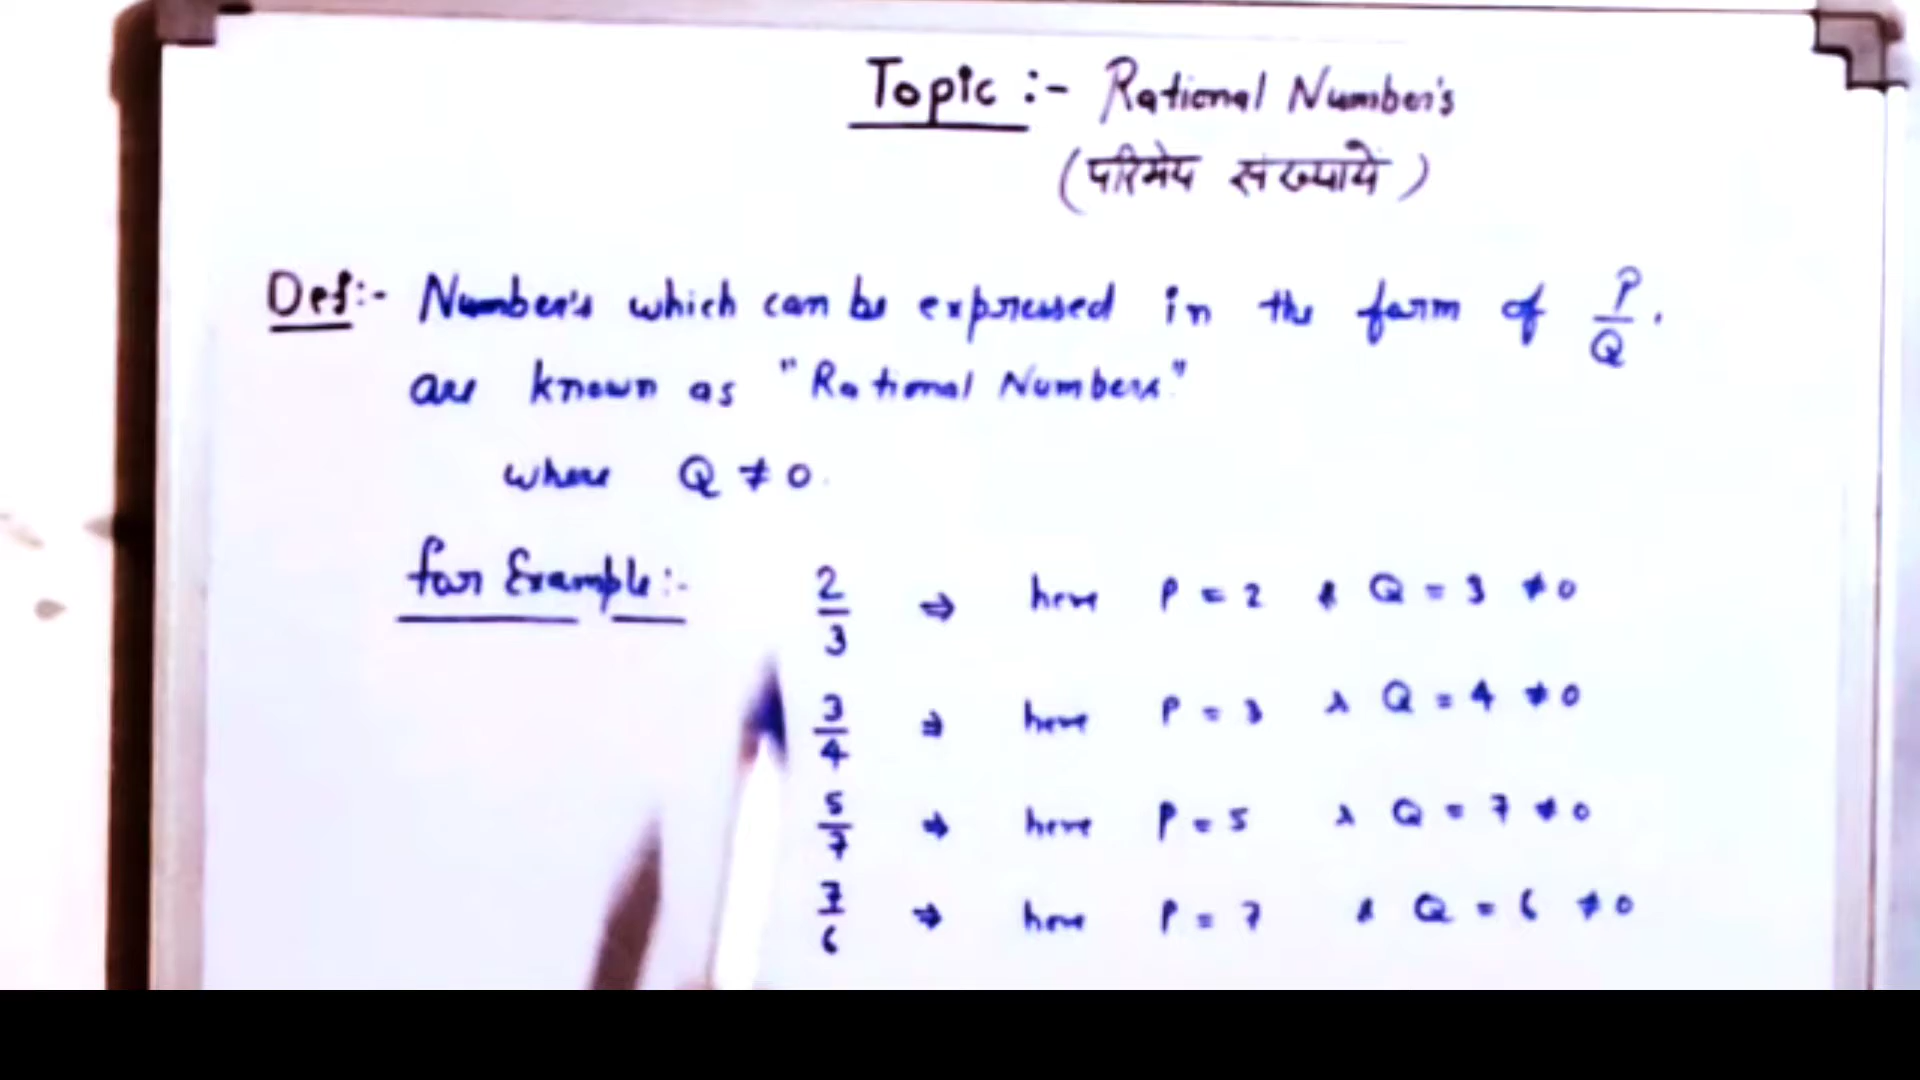 Topic :- Rational Number's
(परिमेय संख्याये)
Def:- Number's which can be expressed in the form of P/Q.
are known as "Rational Numbers"
where Q ≠ 0.
for Example:- 2/3 ⇒ here P = 2 & Q = 3 ≠ 0
3/4 ⇒ here P = 3 & Q = 4 ≠ 0
5/7 ⇒ here P = 5 & Q = 7 ≠ 0
7/6 ⇒ here P = 7 & Q = 6 ≠ 0